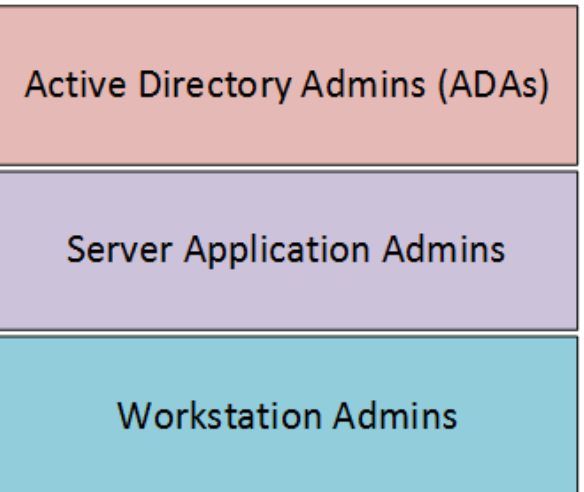 Active Directory Admins (ADAs)
Server Application Admins
Workstation Admins